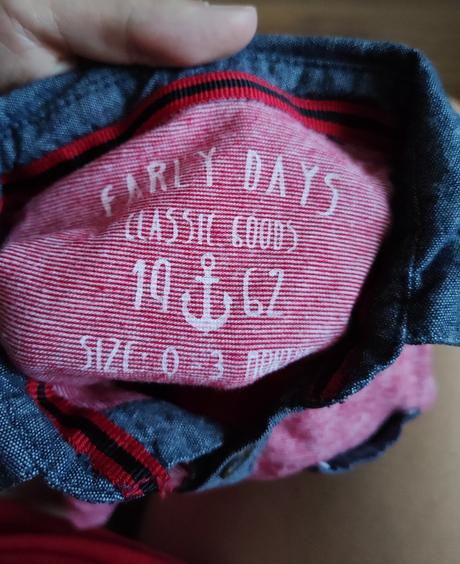 EARLY DAYS
CLASSIC GOODS
19 62
SIZE: 0-3